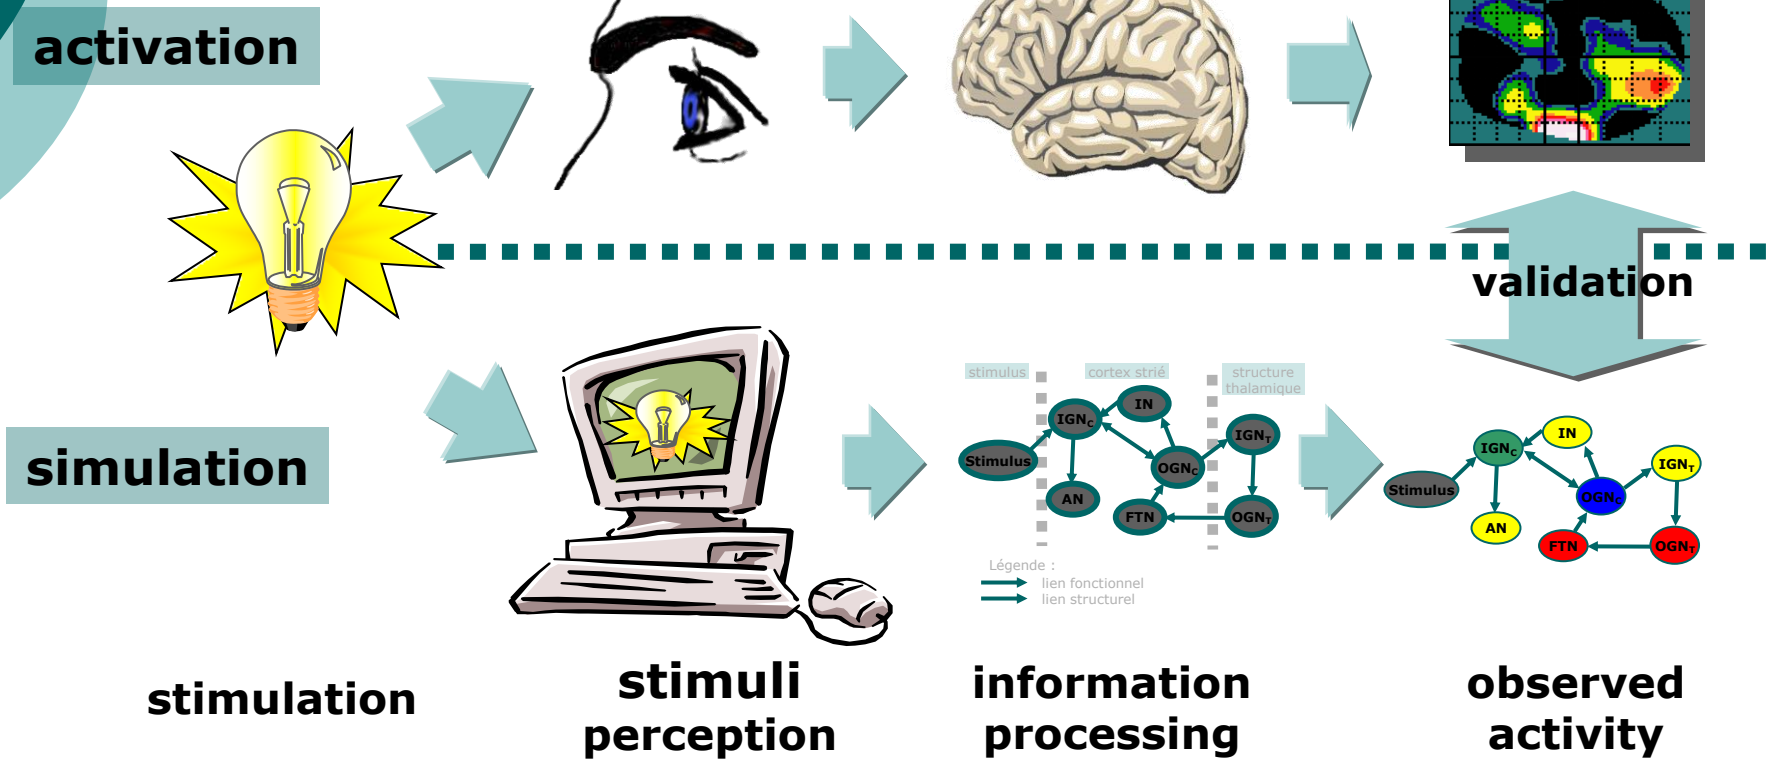 activation
validation
simulation
stimulus
cortex strié
structure
thalamique
IGNC
IN
IGNT
Stimulus
OGNC
AN
FTN
OGNT
Légende :
lien fonctionnel
lien structurel
IGNC
IN
IGNT
Stimulus
OGNC
AN
FTN
OGNT
stimulation
stimuli
perception
information
processing
observed
activity